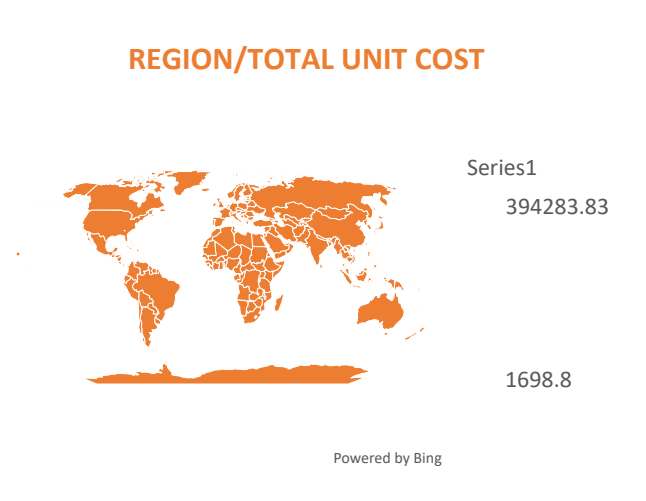 REGION/TOTAL UNIT COST
Series1
394283.83
1698.8
Powered by Bing